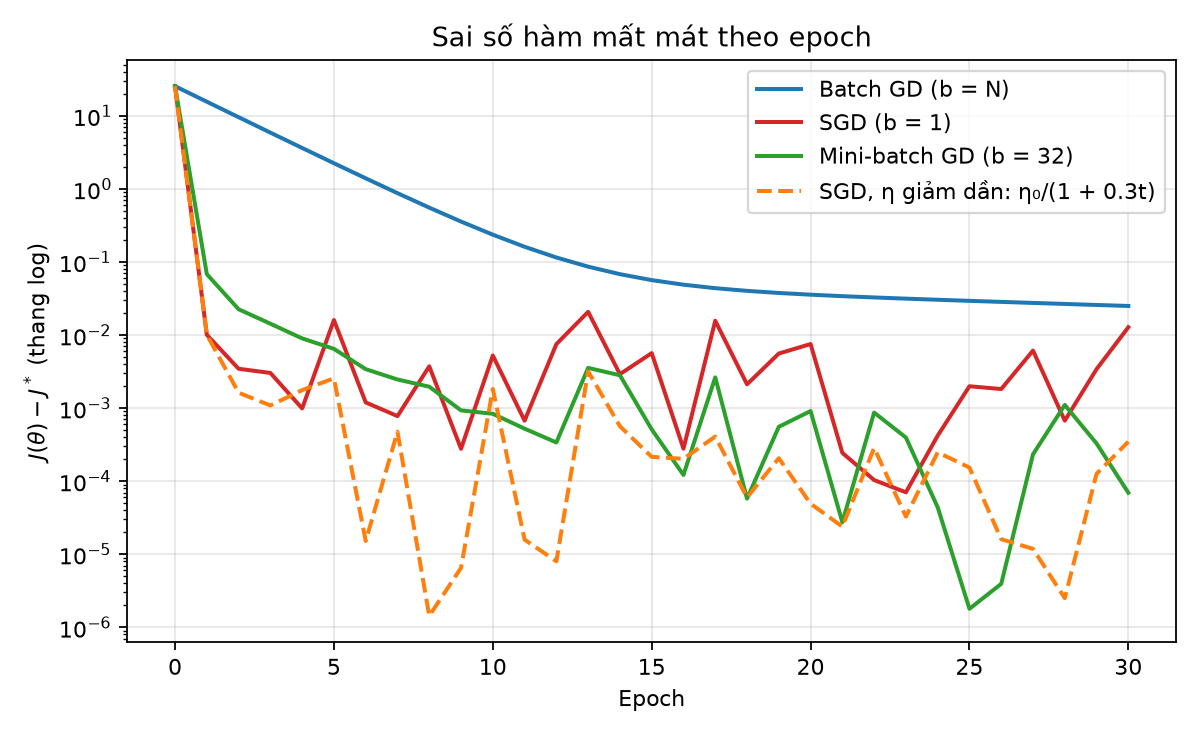 Sai số hàm mất mát theo epoch
J(θ) − J* (thang log)
10¹
10⁰
10⁻¹
10⁻²
10⁻³
10⁻⁴
10⁻⁵
10⁻⁶
Batch GD (b = N)
SGD (b = 1)
Mini-batch GD (b = 32)
SGD, η giảm dần: η₀/(1 + 0.3t)
0 5 10 15 20 25 30
Epoch